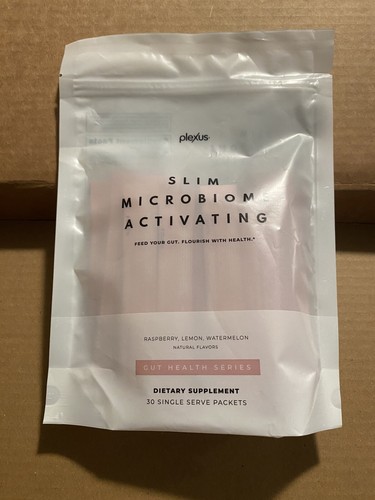 plexus
SLIM
MICROBIOME
ACTIVATING
FEED YOUR GUT. FLOURISH WITH HEALTH.*
RASPBERRY, LEMON, WATERMELON
NATURAL FLAVORS
GUT HEALTH SERIES
DIETARY SUPPLEMENT
30 SINGLE SERVE PACKETS